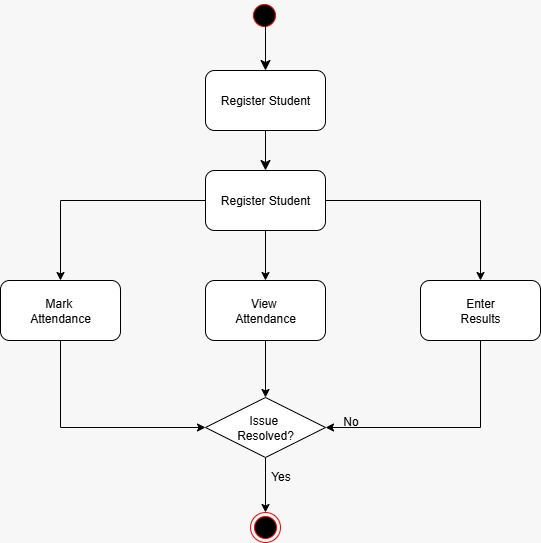 Register Student
Register Student
Mark
Attendance
View
Attendance
Enter
Results
Issue
Resolved?
No
Yes